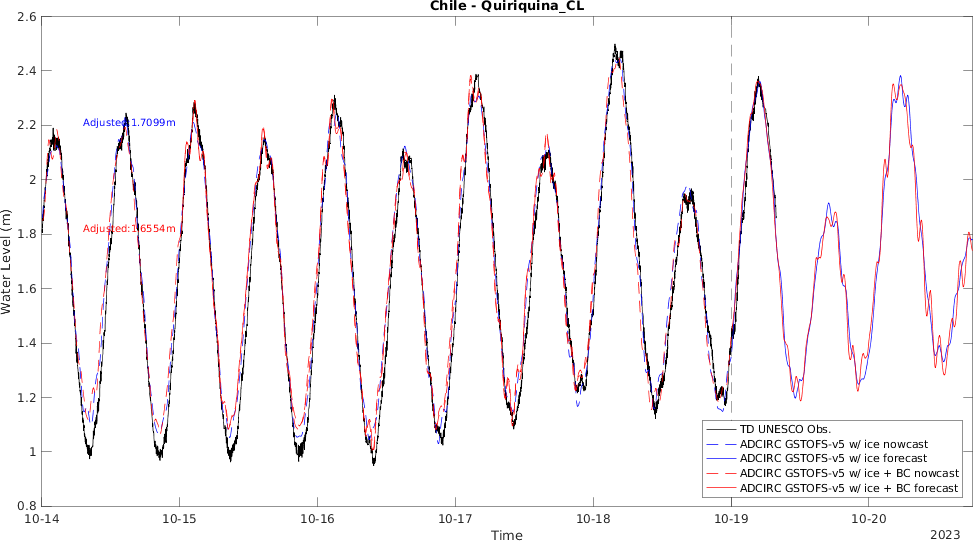 Chile - Quiriquina_CL
2.6
2.4
2.2
2
1.8
1.6
1.4
1.2
1
0.8
Water Level (m)
Adjusted:1.7099m
Adjusted:1.6554m
TD UNESCO Obs.
ADCIRC GSTOFS-v5 w/ ice nowcast
ADCIRC GSTOFS-v5 w/ ice forecast
ADCIRC GSTOFS-v5 w/ ice + BC nowcast
ADCIRC GSTOFS-v5 w/ ice + BC forecast
10-14 10-15 10-16 10-17 10-18 10-19 10-20
Time
2023